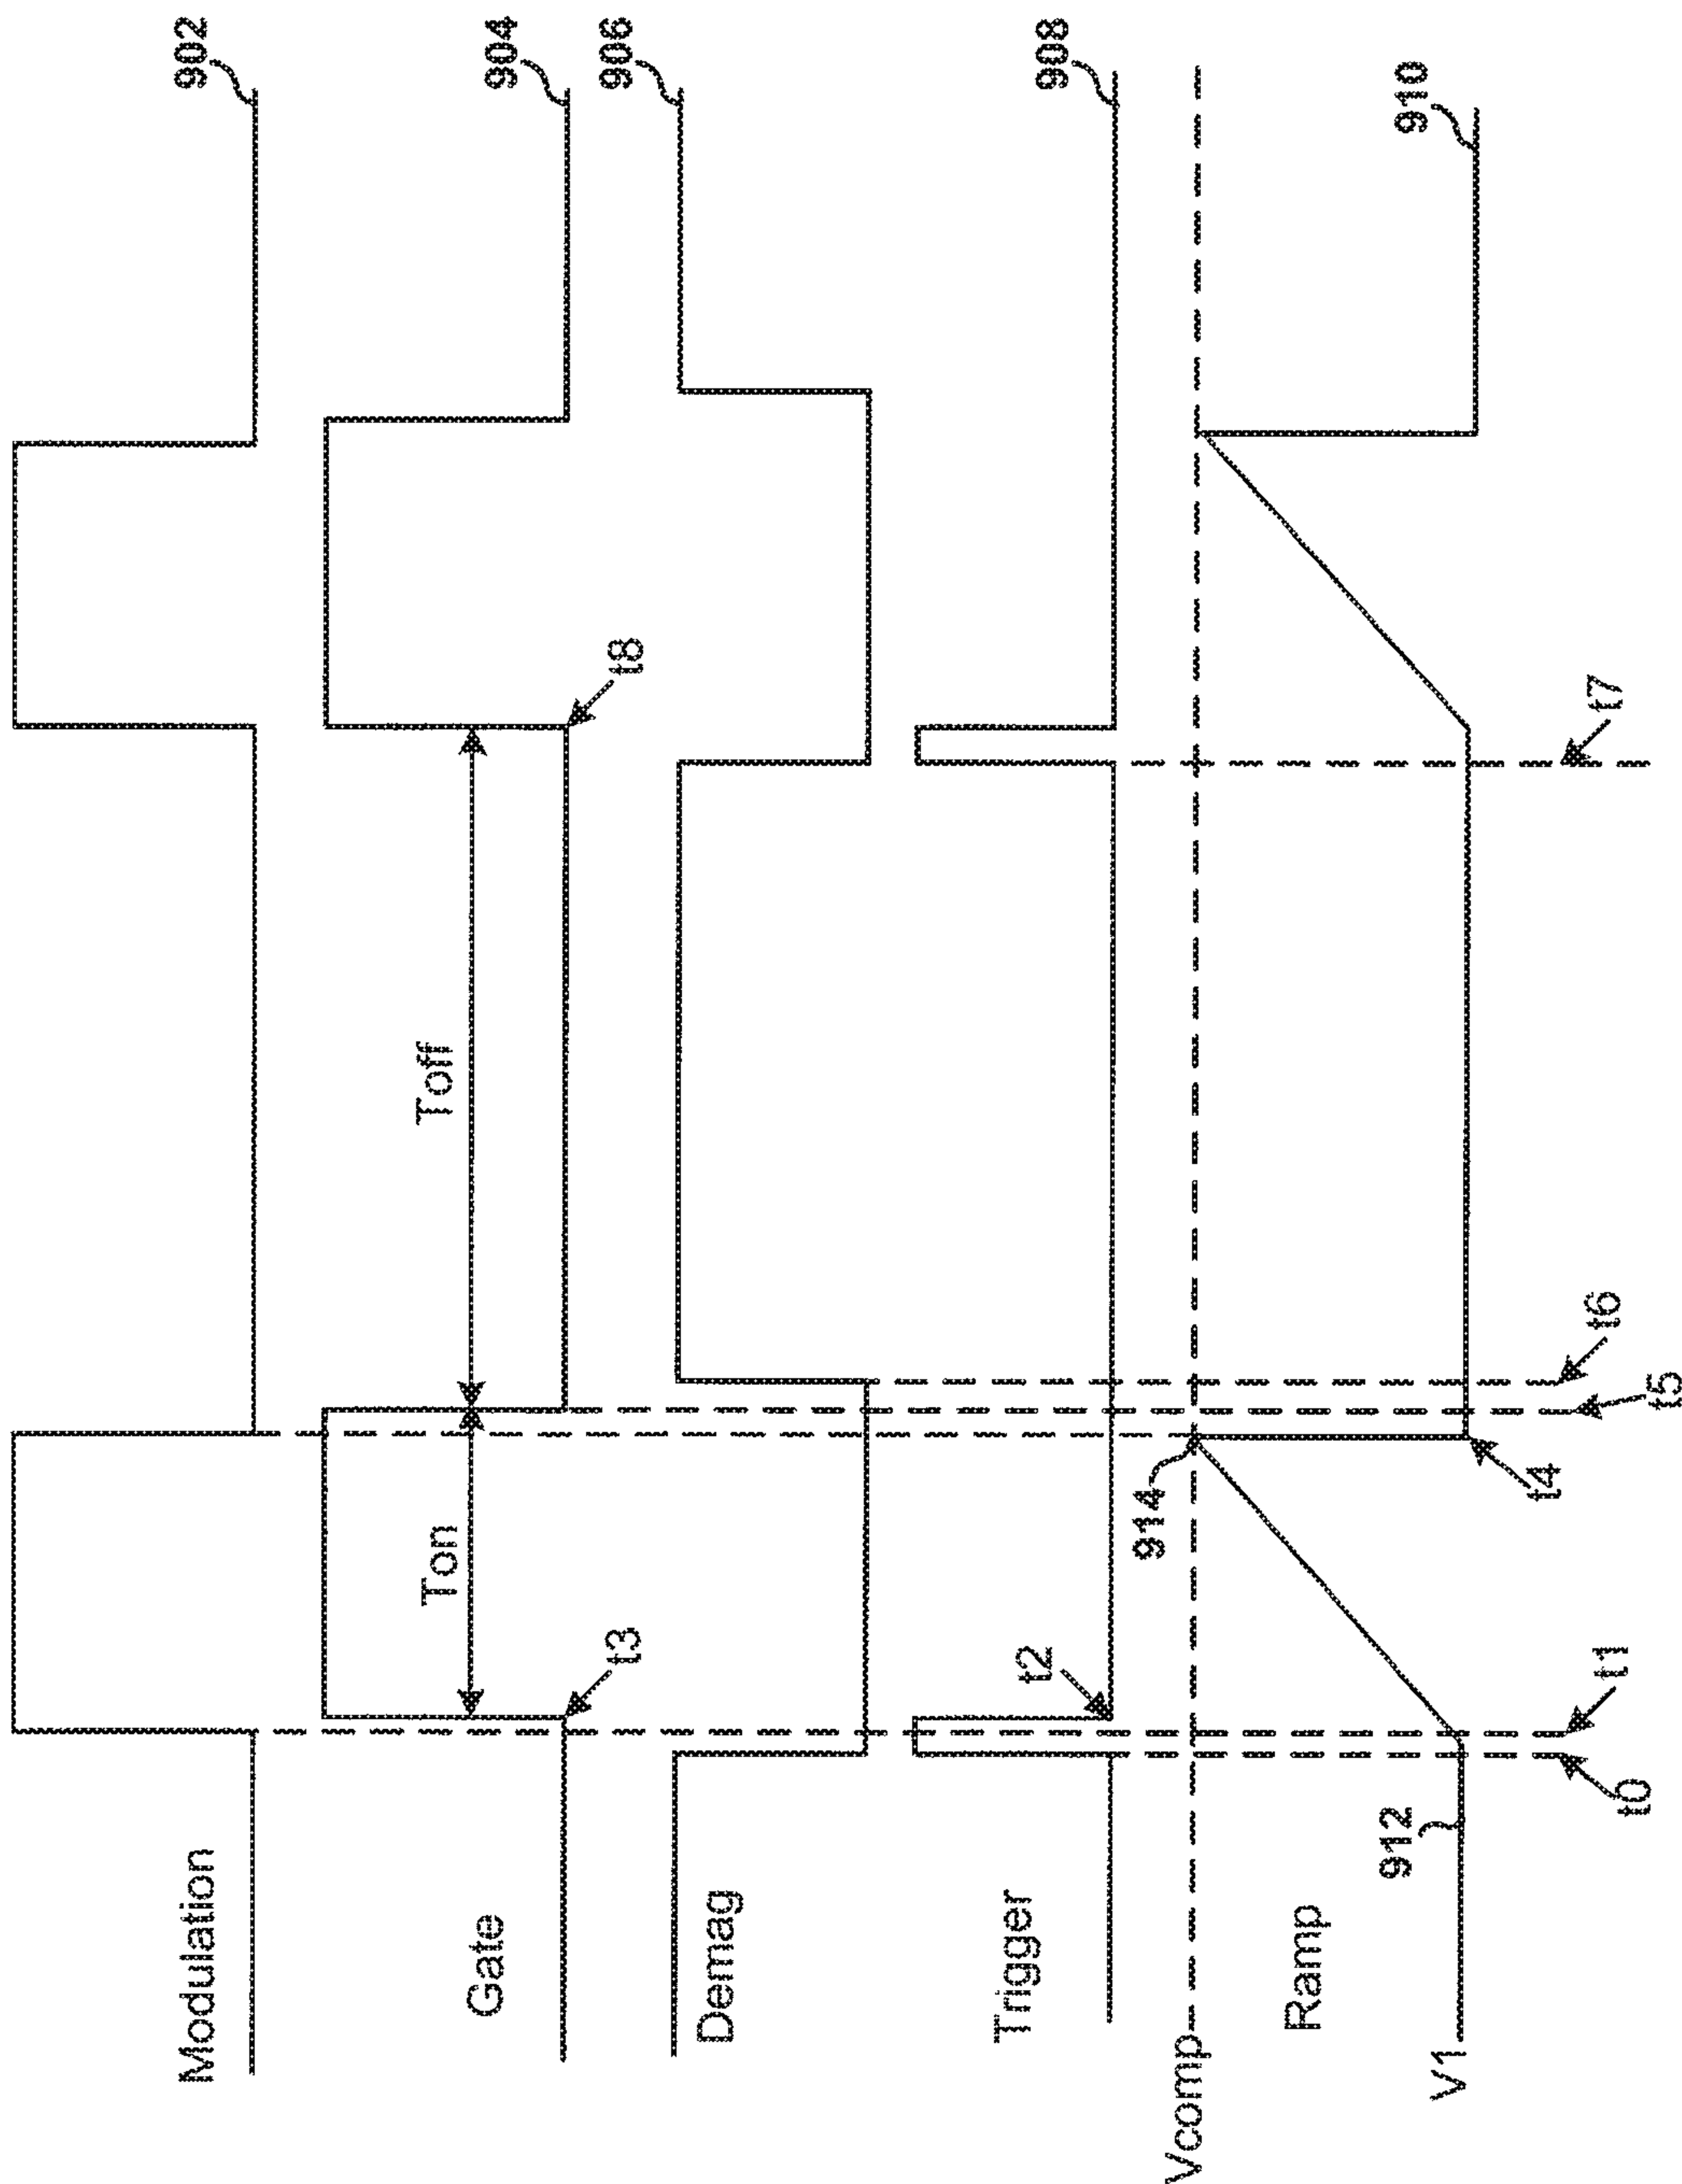 Modulation
902
Gate
Ton
Toff
904
t3
t8
Demag
906
Trigger
t2
908
Vcomp
914
Ramp
912
910
V1
t4
t0
t1
t5
t6
t7